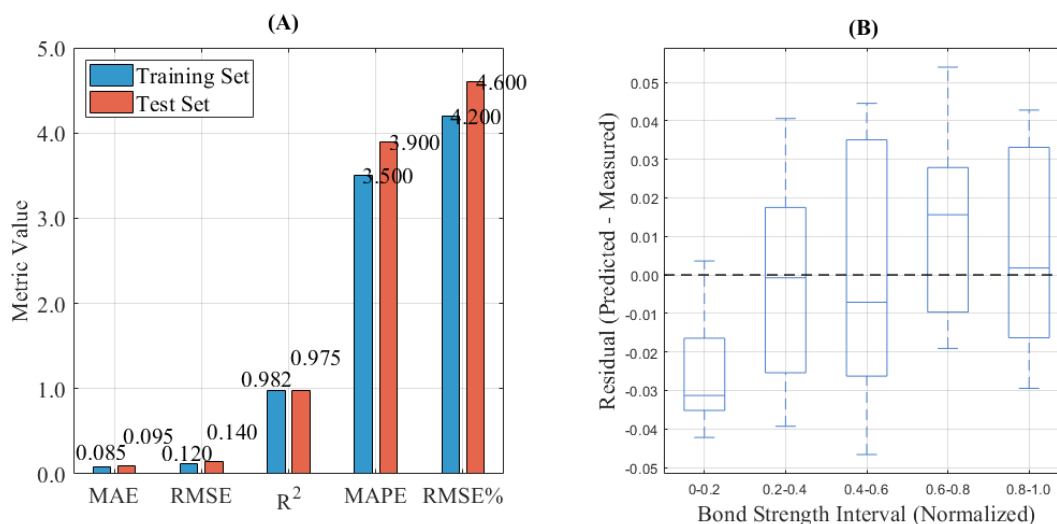 (A)
5.0
4.0
3.0
2.0
1.0
0.0
Metric Value
Training Set
Test Set
0.085
0.095
0.120
0.140
0.982
0.975
3.500
3.900
4.200
4.600
MAE
RMSE
R²
MAPE
RMSE%
(B)
0.05
0.04
0.03
0.02
0.01
0.00
-0.01
-0.02
-0.03
-0.04
-0.05
Residual (Predicted - Measured)
0-0.2
0.2-0.4
0.4-0.6
0.6-0.8
0.8-1.0
Bond Strength Interval (Normalized)